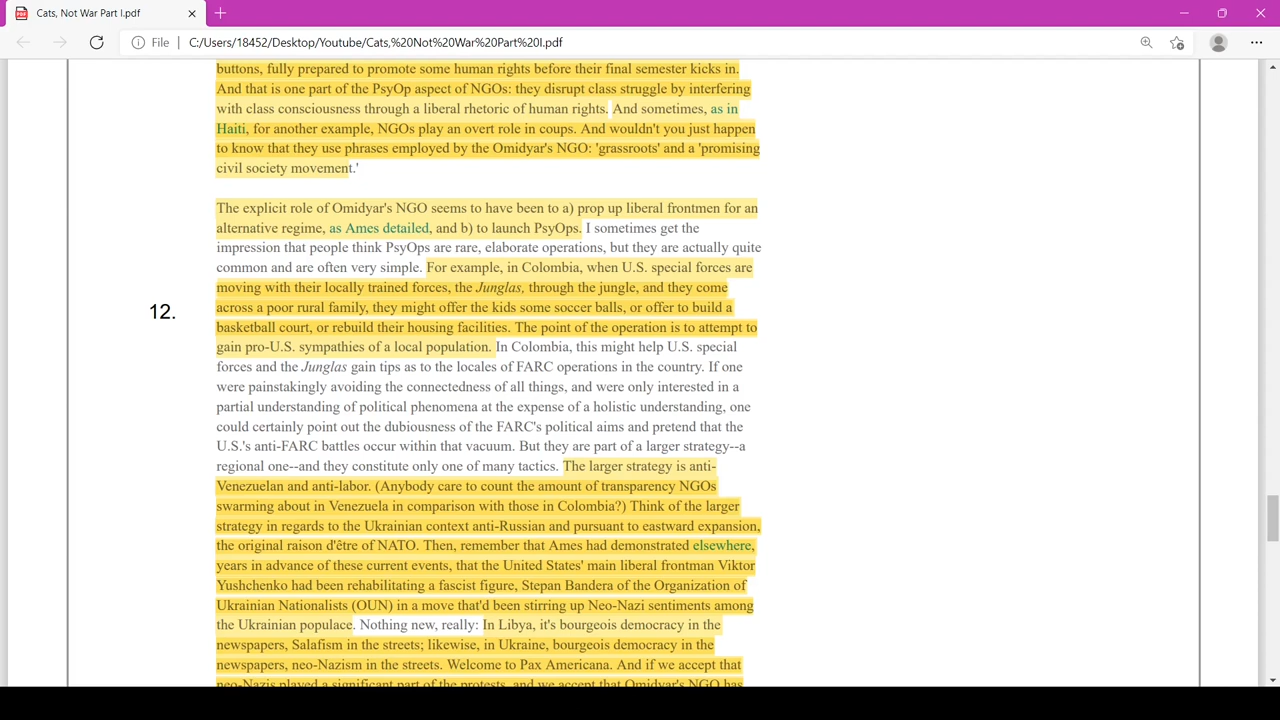 Cats, Not War Part I.pdf
File
C:/Users/18452/Desktop/Youtube/Cats,%20Not%20War%20Part%20I.pdf
buttons, fully prepared to promote some human rights before their final semester kicks in.
And that is one part of the PsyOp aspect of NGOs: they disrupt class struggle by interfering
with class consciousness through a liberal rhetoric of human rights. And sometimes, as in
Haiti, for another example, NGOs play an overt role in coups. And wouldn't you just happen
to know that they use phrases employed by the Omidyar's NGO: 'grassroots' and a 'promising
civil society movement.'
The explicit role of Omidyar's NGO seems to have been to a) prop up liberal frontmen for an
alternative regime, as Ames detailed, and b) to launch PsyOps. I sometimes get the
impression that people think PsyOps are rare, elaborate operations, but they are actually quite
common and are often very simple. For example, in Colombia, when U.S. special forces are
moving with their locally trained forces, the Junglas, through the jungle, and they come
12.
across a poor rural family, they might offer the kids some soccer balls, or offer to build a
basketball court, or rebuild their housing facilities. The point of the operation is to attempt to
gain pro-U.S. sympathies of a local population. In Colombia, this might help U.S. special
forces and the Junglas gain tips as to the locales of FARC operations in the country. If one
were painstakingly avoiding the connectedness of all things, and were only interested in a
partial understanding of political phenomena at the expense of a holistic understanding, one
could certainly point out the dubiousness of the FARC's political aims and pretend that the
U.S.'s anti-FARC battles occur within that vacuum. But they are part of a larger strategy--a
regional one--and they constitute only one of many tactics. The larger strategy is anti-
Venezuelan and anti-labor. (Anybody care to count the amount of transparency NGOs
swarming about in Venezuela in comparison with those in Colombia?) Think of the larger
strategy in regards to the Ukrainian context anti-Russian and pursuant to eastward expansion,
the original raison d'être of NATO. Then, remember that Ames had demonstrated elsewhere,
years in advance of these current events, that the United States' main liberal frontman Viktor
Yushchenko had been rehabilitating a fascist figure, Stepan Bandera of the Organization of
Ukrainian Nationalists (OUN) in a move that'd been stirring up Neo-Nazi sentiments among
the Ukrainian populace. Nothing new, really: In Libya, it's bourgeois democracy in the
newspapers, Salafism in the streets; likewise, in Ukraine, bourgeois democracy in the
newspapers, neo-Nazism in the streets. Welcome to Pax Americana. And if we accept that
neo-Nazis played a significant part of the protests, and we accept that Omidyar's NGO has